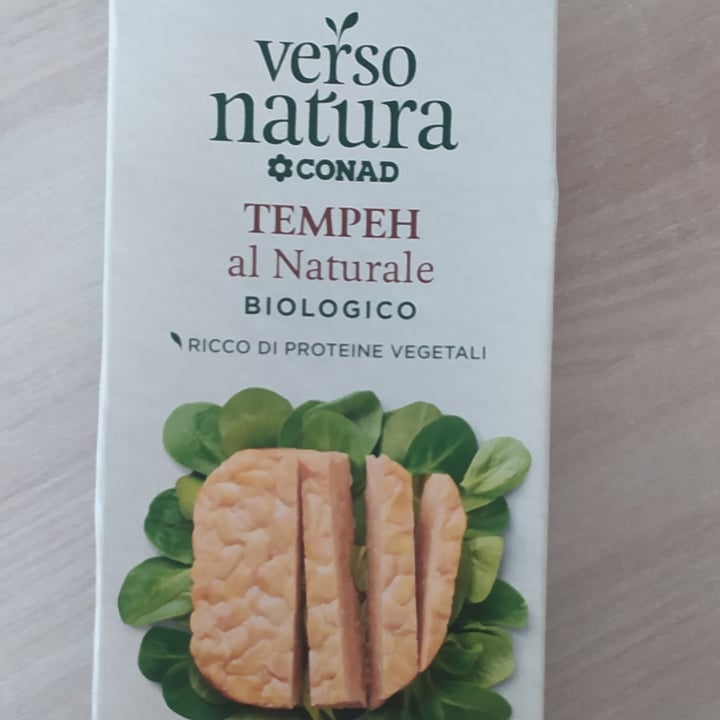 verso
natura
CONAD
TEMPEH
al Naturale
BIOLOGICO
RICCO DI PROTEINE VEGETALI